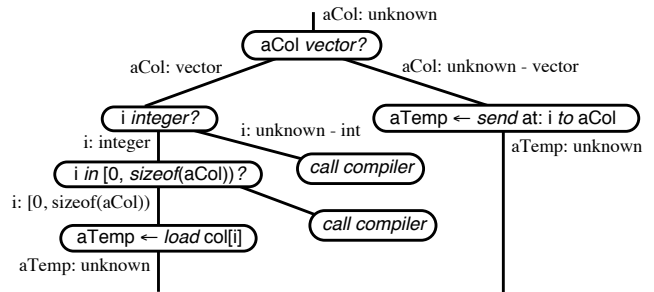 aCol: unknown
aCol vector?
aCol: vector
aCol: unknown - vector
i integer?
aTemp ← send at: i to aCol
i: integer
i: unknown - int
aTemp: unknown
call compiler
i in [0, sizeof(aCol))?
i: [0, sizeof(aCol))
call compiler
aTemp ← load col[i]
aTemp: unknown